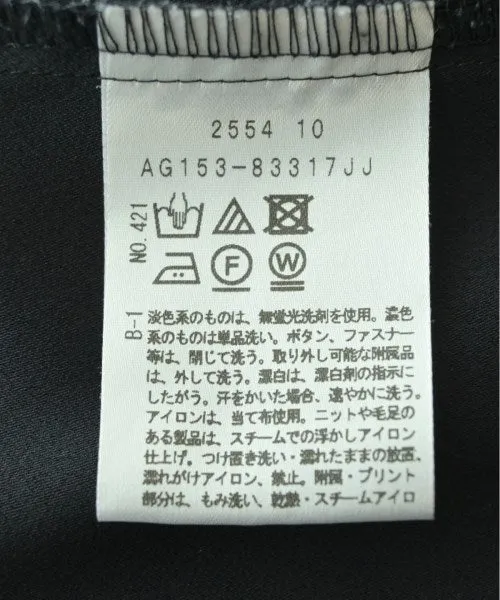 2554 10
AG153-83317JJ
NO.421
F
W
B-1
淡色系のものは、無蛍光洗剤を使用。濃色
系のものは単品洗い。ボタン、ファスナー
等は、閉じて洗う。取り外し可能な附属品
は、外して洗う。漂白は、漂白剤の指示に
したがう。汗をかいた場合、速やかに洗う。
アイロンは、当て布使用。ニットや毛足の
ある製品は、スチームでの浮かしアイロン
仕上げ。つけ置き洗い・濡れたままの放置、
濡れがけアイロン、禁止。附属・プリント
部分は、もみ洗い、乾熱・スチームアイロ